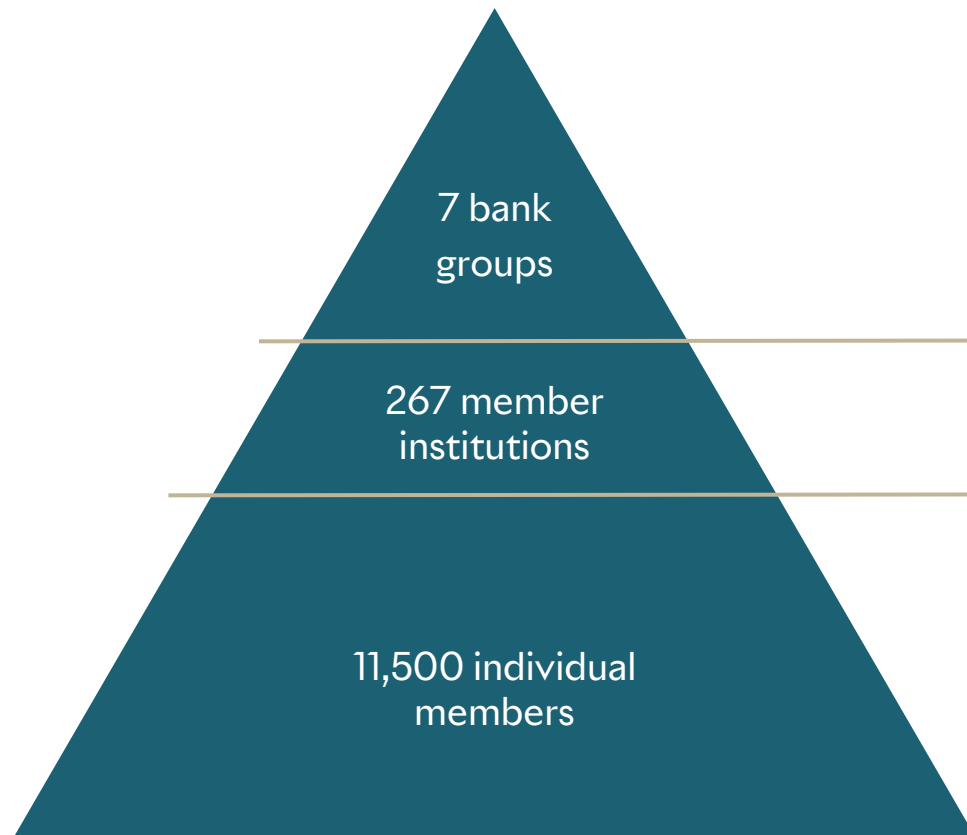 7 bank
groups
267 member
institutions
11,500 individual
members